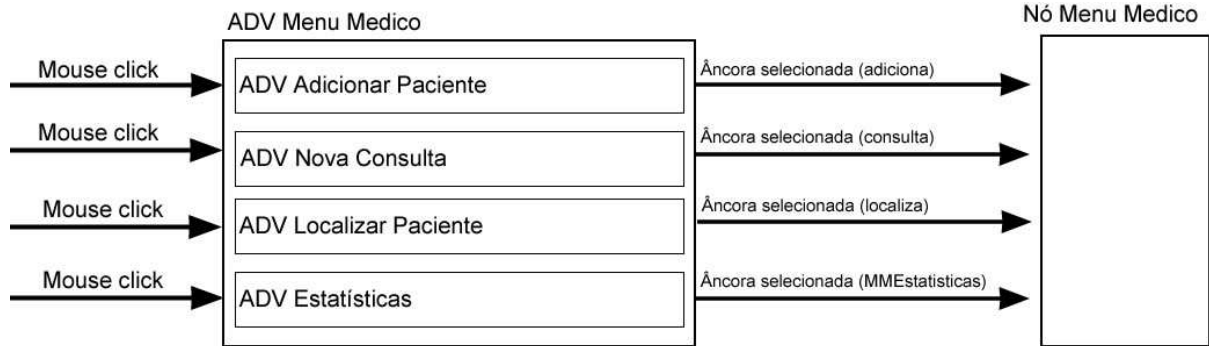 ADV Menu Medico
Nó Menu Medico
Mouse click
ADV Adicionar Paciente
Âncora selecionada (adiciona)
Mouse click
ADV Nova Consulta
Âncora selecionada (consulta)
Mouse click
ADV Localizar Paciente
Âncora selecionada (localiza)
Mouse click
ADV Estatísticas
Âncora selecionada (MMEstatisticas)